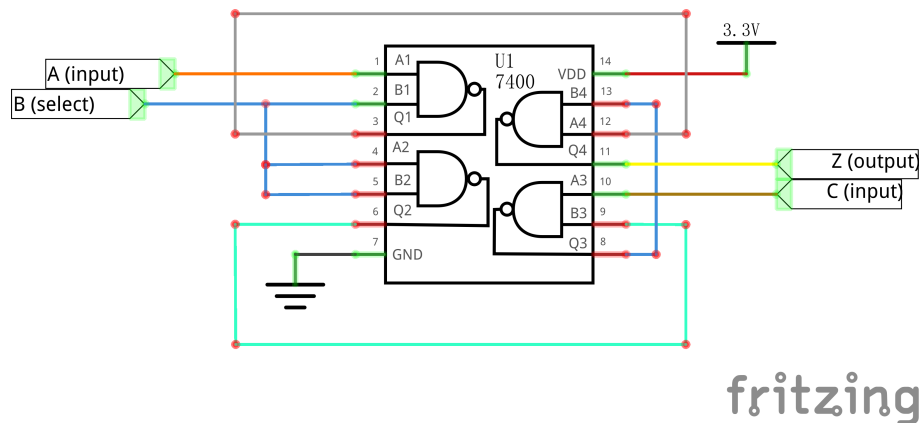 3.3V
A (input)
B (select)
U1
7400
1
A1
2
B1
3
Q1
4
A2
5
B2
6
Q2
7
GND
14
VDD
13
B4
12
A4
11
Q4
10
A3
9
B3
8
Q3
Z (output)
C (input)
fritzing